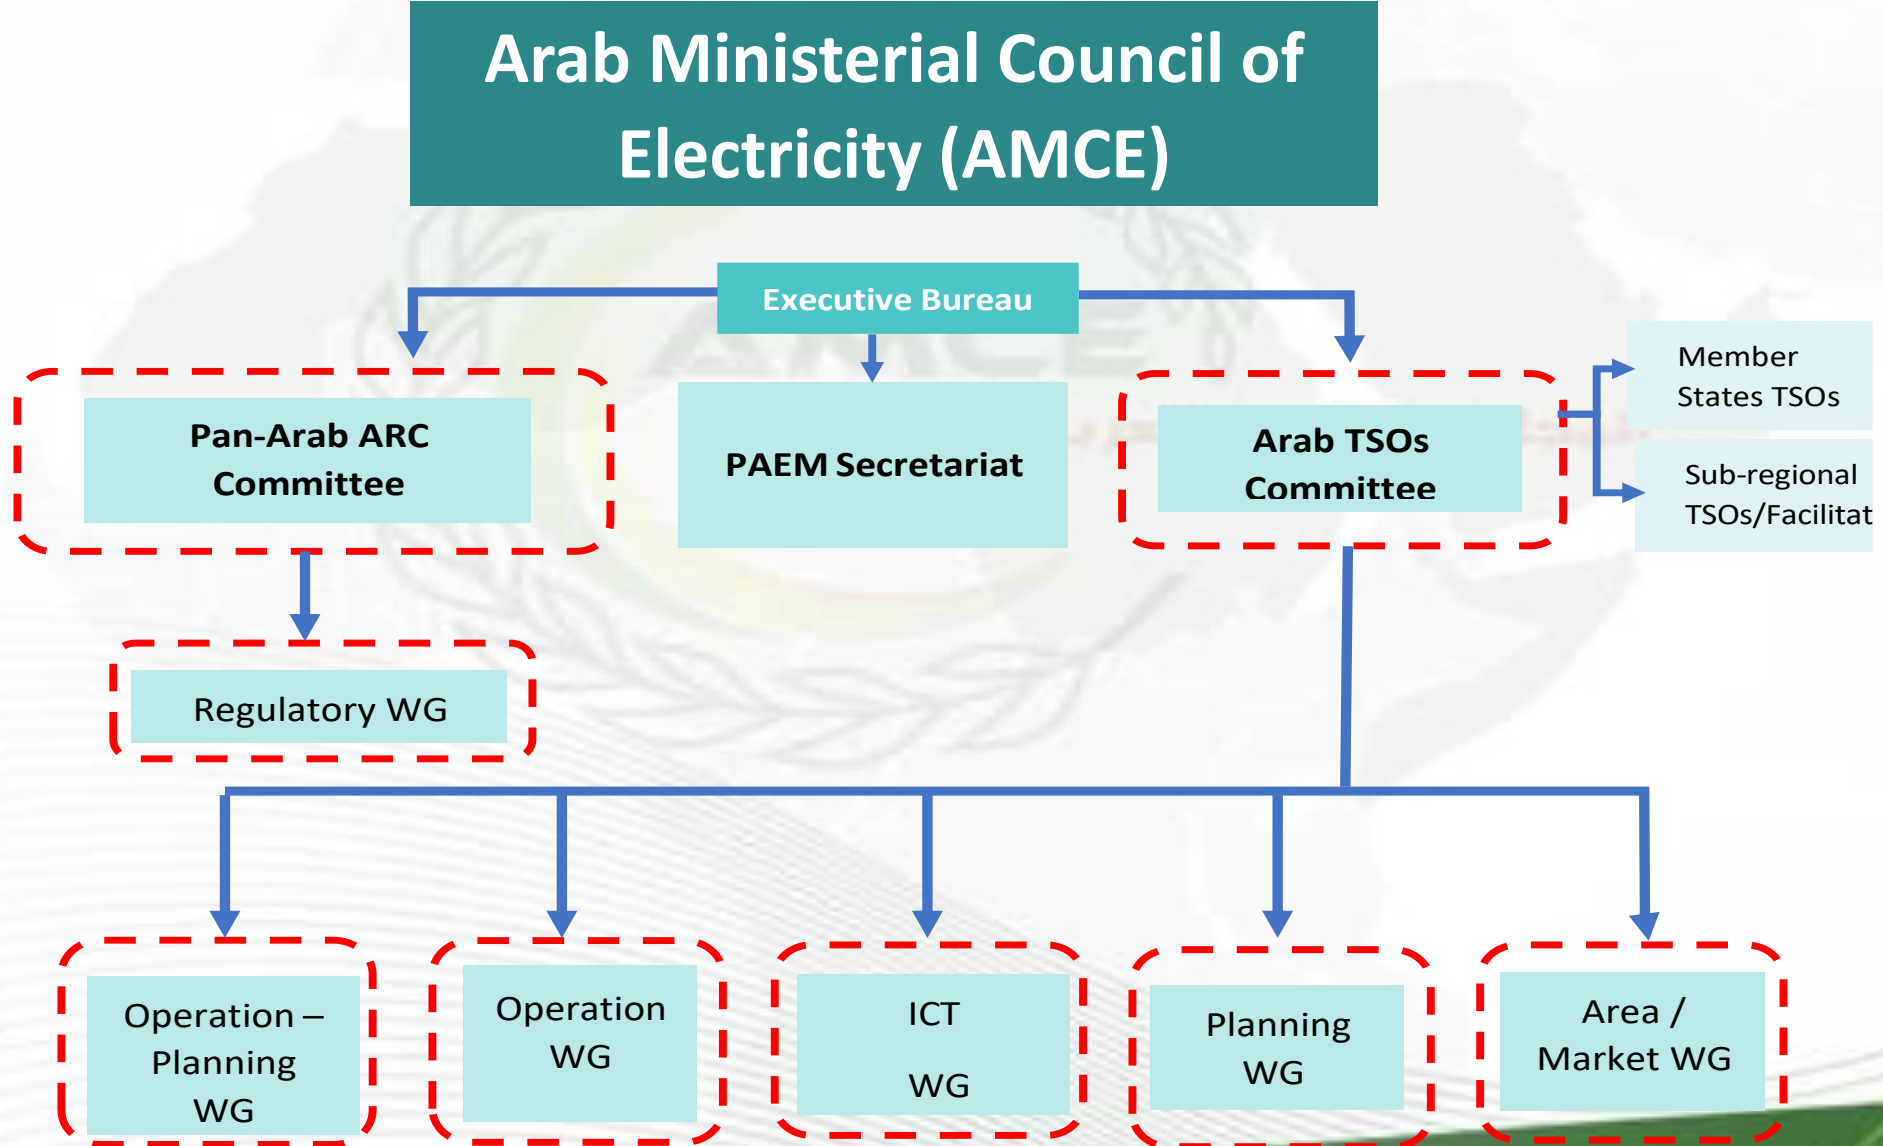 Arab Ministerial Council of
Electricity (AMCE)
Executive Bureau
Pan-Arab ARC
Committee
PAEM Secretariat
Arab TSOs
Committee
Member
States TSOs
Sub-regional
TSOs/Facilitat
Regulatory WG
Operation –
Planning
WG
Operation
WG
ICT
WG
Planning
WG
Area /
Market WG
AMCE